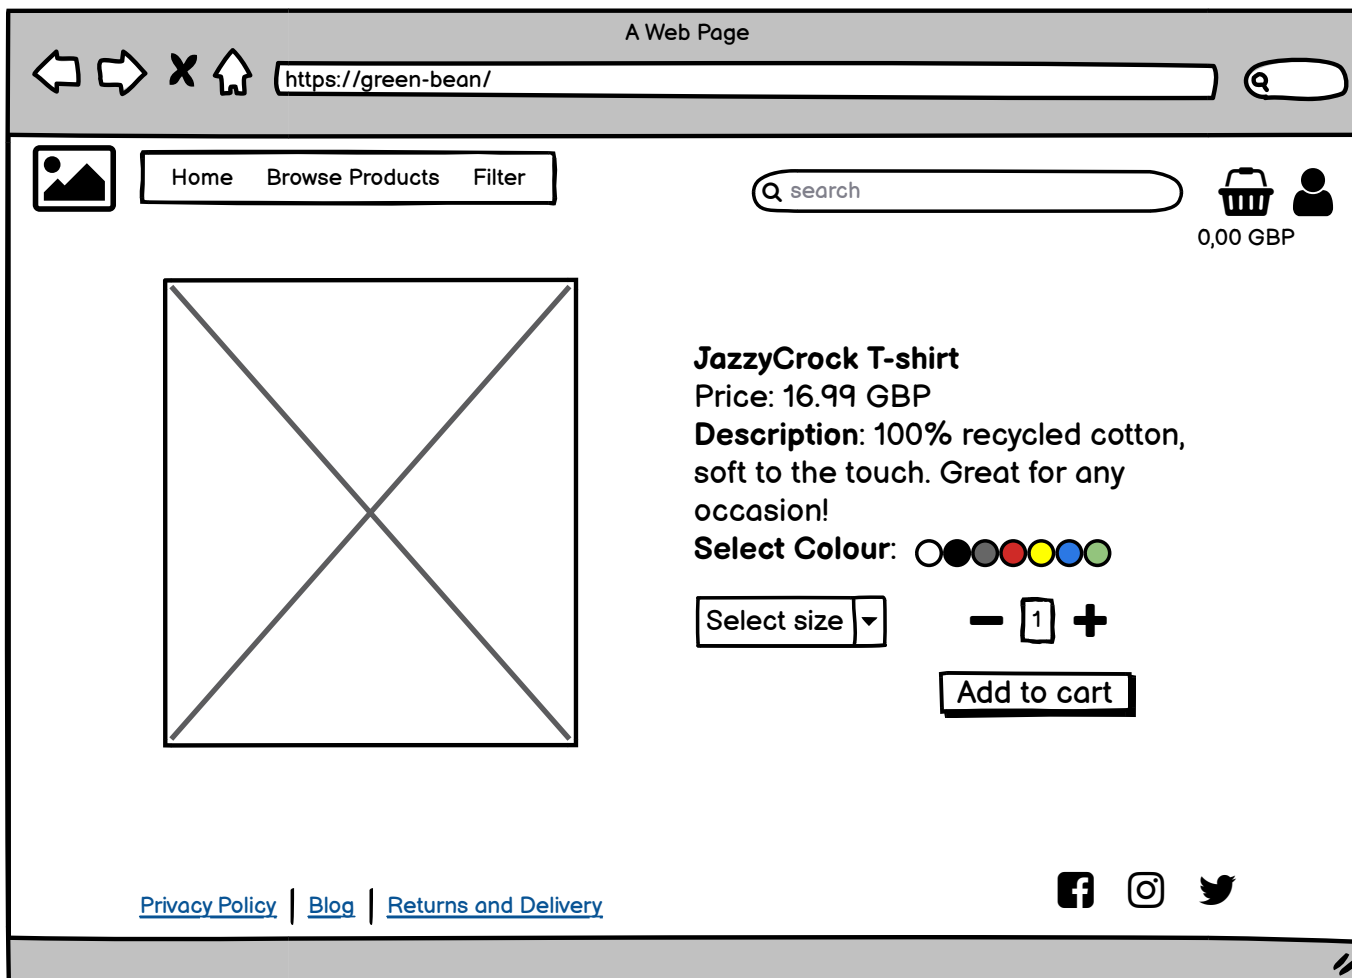 A Web Page
https://green-bean/
Home Browse Products Filter
search
0,00 GBP
JazzyCrock T-shirt
Price: 16.99 GBP
Description: 100% recycled cotton,
soft to the touch. Great for any
occasion!
Select Colour:
Select size
1
Add to cart
Privacy Policy Blog Returns and Delivery